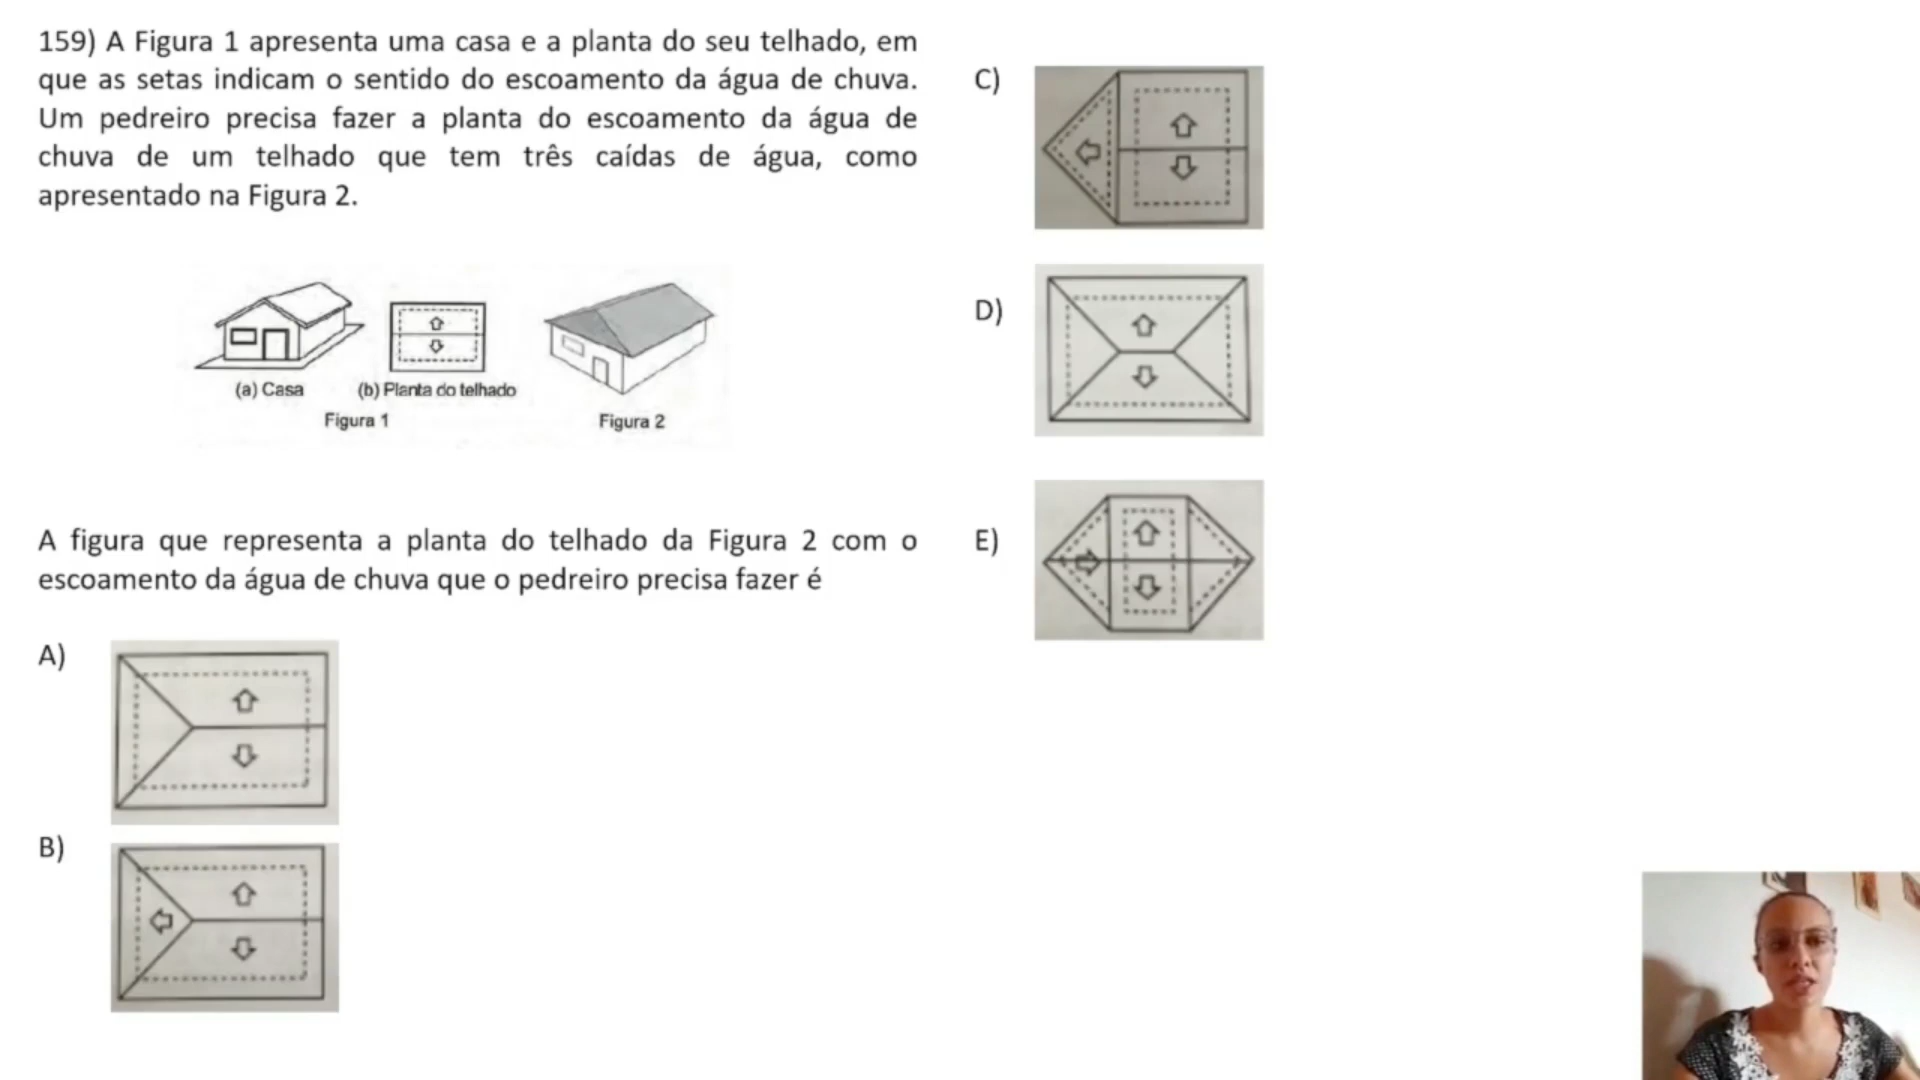 159) A Figura 1 apresenta uma casa e a planta do seu telhado, em
que as setas indicam o sentido do escoamento da água de chuva.
Um pedreiro precisa fazer a planta do escoamento da água de
chuva de um telhado que tem três caídas de água, como
apresentado na Figura 2.
(a) Casa
(b) Planta do telhado
Figura 1
Figura 2
A figura que representa a planta do telhado da Figura 2 com o
escoamento da água de chuva que o pedreiro precisa fazer é
A)
B)
C)
D)
E)